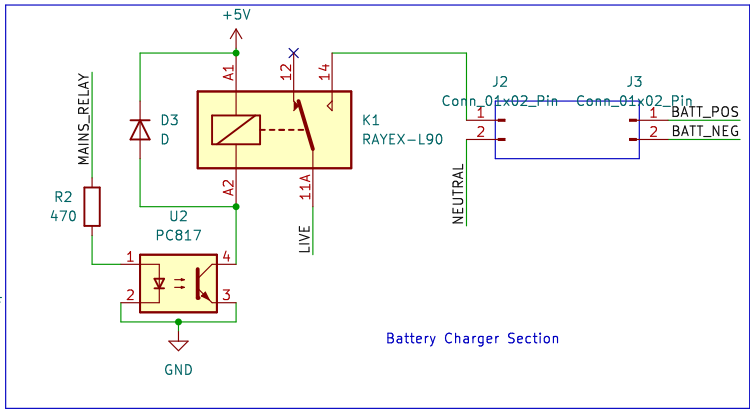 +5V
A1
12
14
MAINS_RELAY
D3
D
K1
RAYEX-L90
J2
Conn_01x02_Pin
J3
Conn_01x02_Pin
1
2
1
2
BATT_POS
BATT_NEG
A2
11A
R2
470
U2
PC817
LIVE
NEUTRAL
1
2
4
3
GND
Battery Charger Section